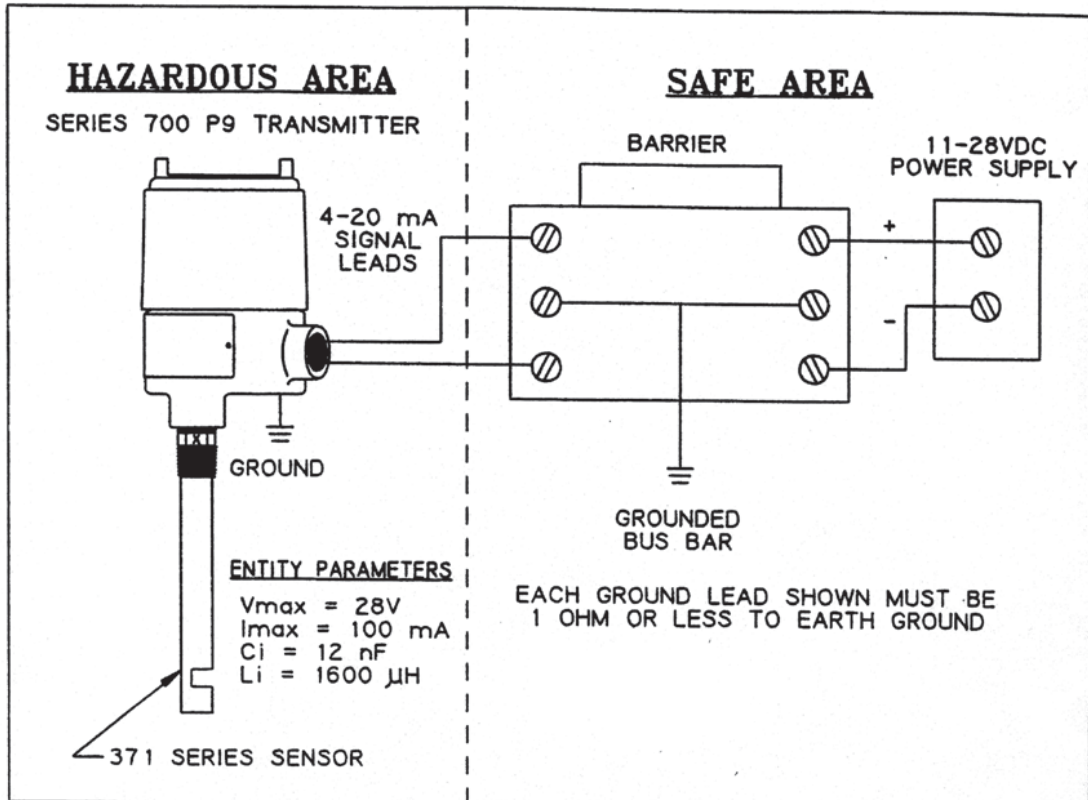 HAZARDOUS AREA
SERIES 700 P9 TRANSMITTER
4-20 mA
SIGNAL
LEADS
GROUND
ENTITY PARAMETERS
Vmax = 28V
Imax = 100 mA
Ci = 12 nF
Li = 1600 μH
371 SERIES SENSOR
SAFE AREA
BARRIER
11-28VDC
POWER SUPPLY
+
-
GROUNDED
BUS BAR
EACH GROUND LEAD SHOWN MUST BE
1 OHM OR LESS TO EARTH GROUND